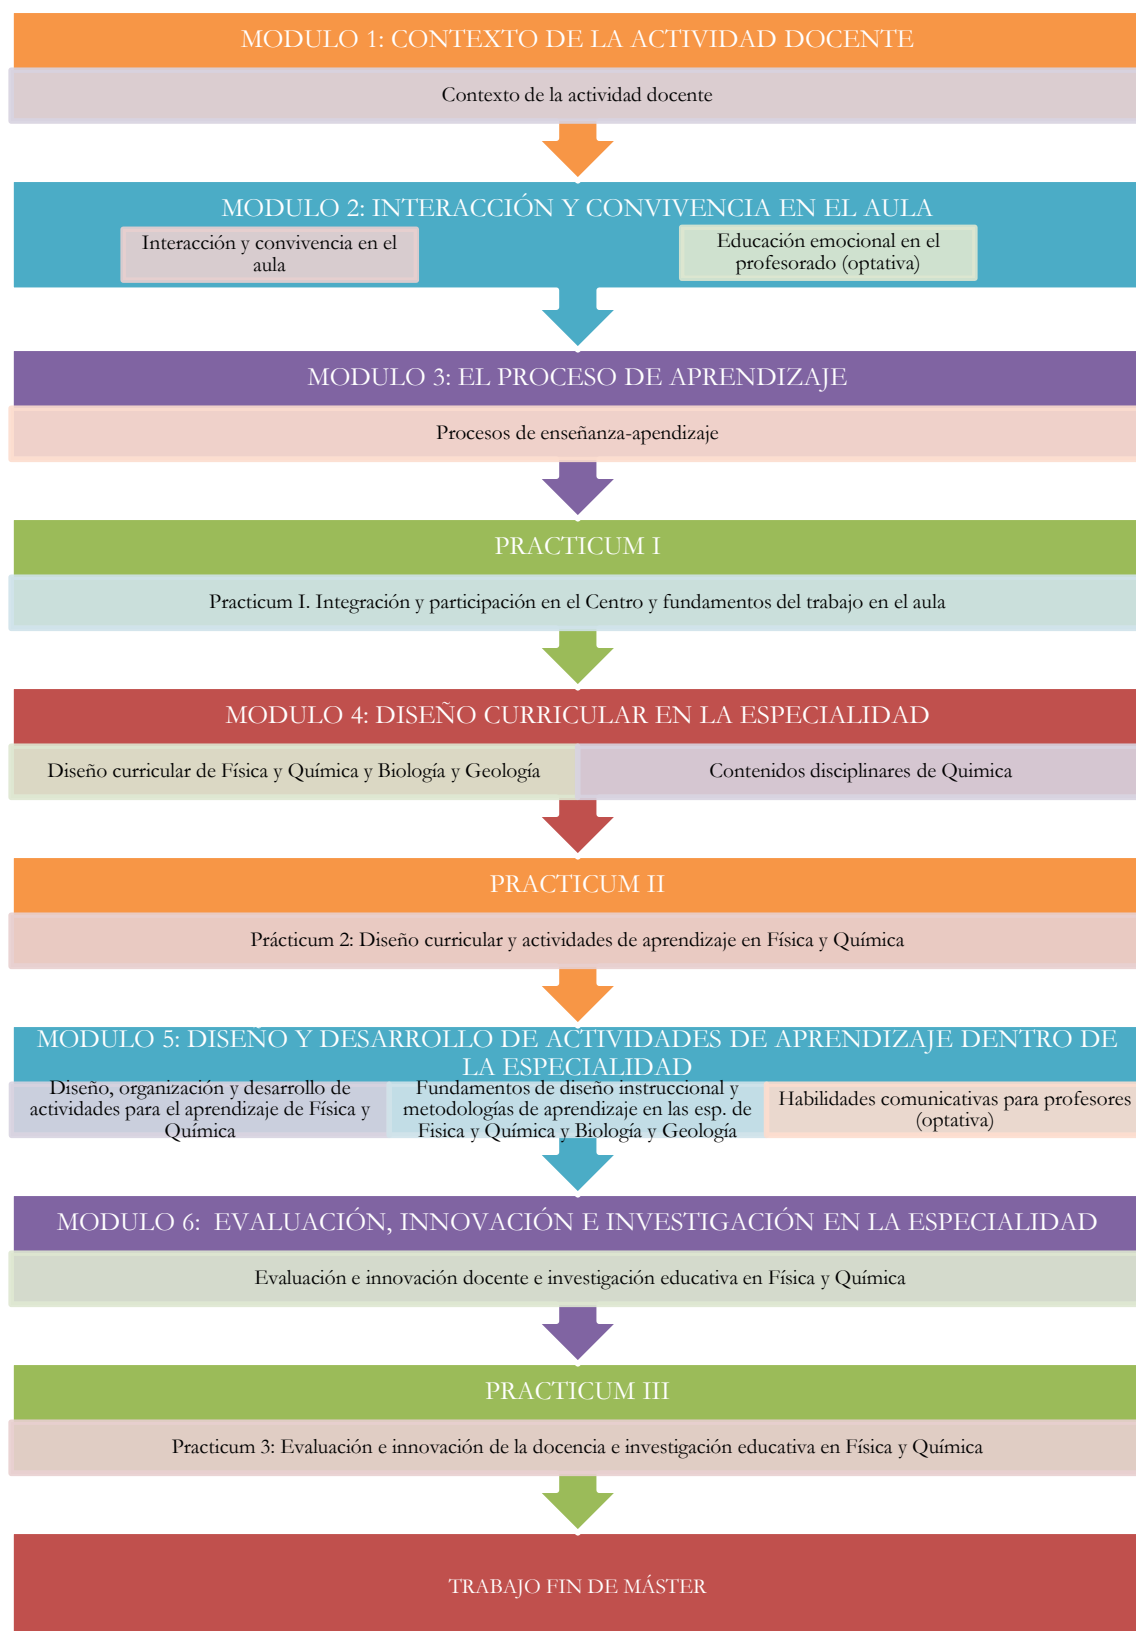 MODULO 1: CONTEXTO DE LA ACTIVIDAD DOCENTE
Contexto de la actividad docente
MODULO 2: INTERACCIÓN Y CONVIVENCIA EN EL AULA
Interacción y convivencia en el
aula
Educación emocional en el
profesorado (optativa)
MODULO 3: EL PROCESO DE APRENDIZAJE
Procesos de enseñanza-apendizaje
PRACTICUM I
Practicum I. Integración y participación en el Centro y fundamentos del trabajo en el aula
MODULO 4: DISEÑO CURRICULAR EN LA ESPECIALIDAD
Diseño curricular de Física y Química y Biología y Geología
Contenidos disciplinares de Quimica
PRACTICUM II
Prácticum 2: Diseño curricular y actividades de aprendizaje en Física y Química
MODULO 5: DISEÑO Y DESARROLLO DE ACTIVIDADES DE APRENDIZAJE DENTRO DE
LA ESPECIALIDAD
Diseño, organización y desarrollo de
actividades para el aprendizaje de Física y
Química
Fundamentos de diseño instruccional y
metodologías de aprendizaje en las esp. de
Fisica y Química y Biología y Geología
Habilidades comunicativas para profesores
(optativa)
MODULO 6: EVALUACIÓN, INNOVACIÓN E INVESTIGACIÓN EN LA ESPECIALIDAD
Evaluación e innovación docente e investigación educativa en Física y Química
PRACTICUM III
Practicum 3: Evaluación e innovación de la docencia e investigación educativa en Física y Química
TRABAJO FIN DE MÁSTER